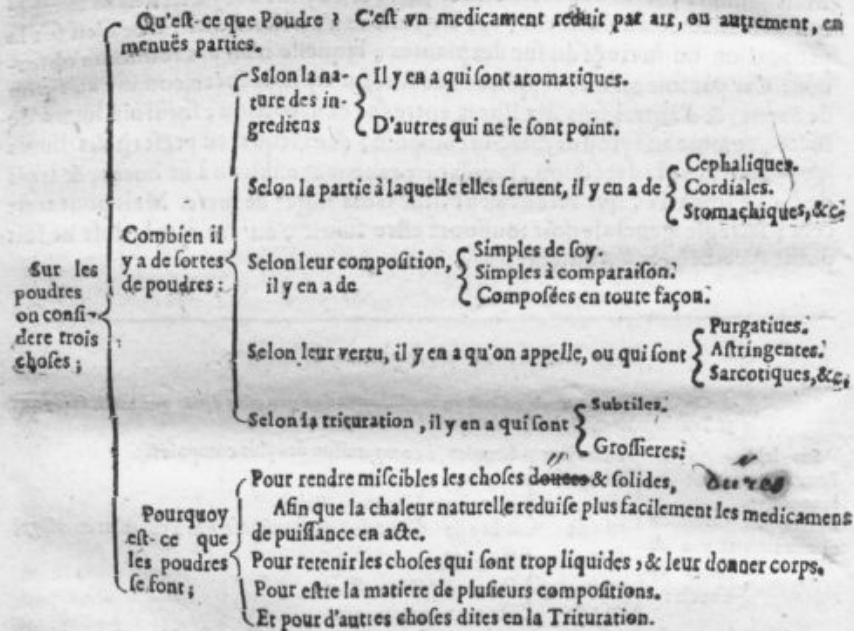 Qu'est-ce que Poudre ? C'est vn medicament reduit par art, ou autrement, en
menuës parties.
Sur les
poudres
on consi-
dere trois
choses ;
Combien il
y a de sortes
de poudres :
Selon la na-
ture des in-
grediens
Il y en a qui sont aromatiques.
D'autres qui ne le sont point.
Selon la partie à laquelle elles seruent, il y en a de
Cephaliques.
Cordiales.
Stomachiques, &c.
Selon leur composition,
il y en a de
Simples de soy.
Simples à comparaison.
Composées en toute façon.
Selon leur vertu, il y en a qu'on appelle, ou qui sont
Purgatiues.
Astringentes.
Sarcotiques, &c.
Selon la trituration, il y en a qui sont
Subtiles.
Grossieres.
Pourquoy
est-ce que
les poudres
se font ;
Pour rendre miscibles les choses douces & solides, dures
Afin que la chaleur naturelle reduise plus facilement les medicamens
de puissance en acte.
Pour retenir les choses qui sont trop liquides, & leur donner corps.
Pour estre la matiere de plusieurs compositions.
Et pour d'autres choses dites en la Trituration.